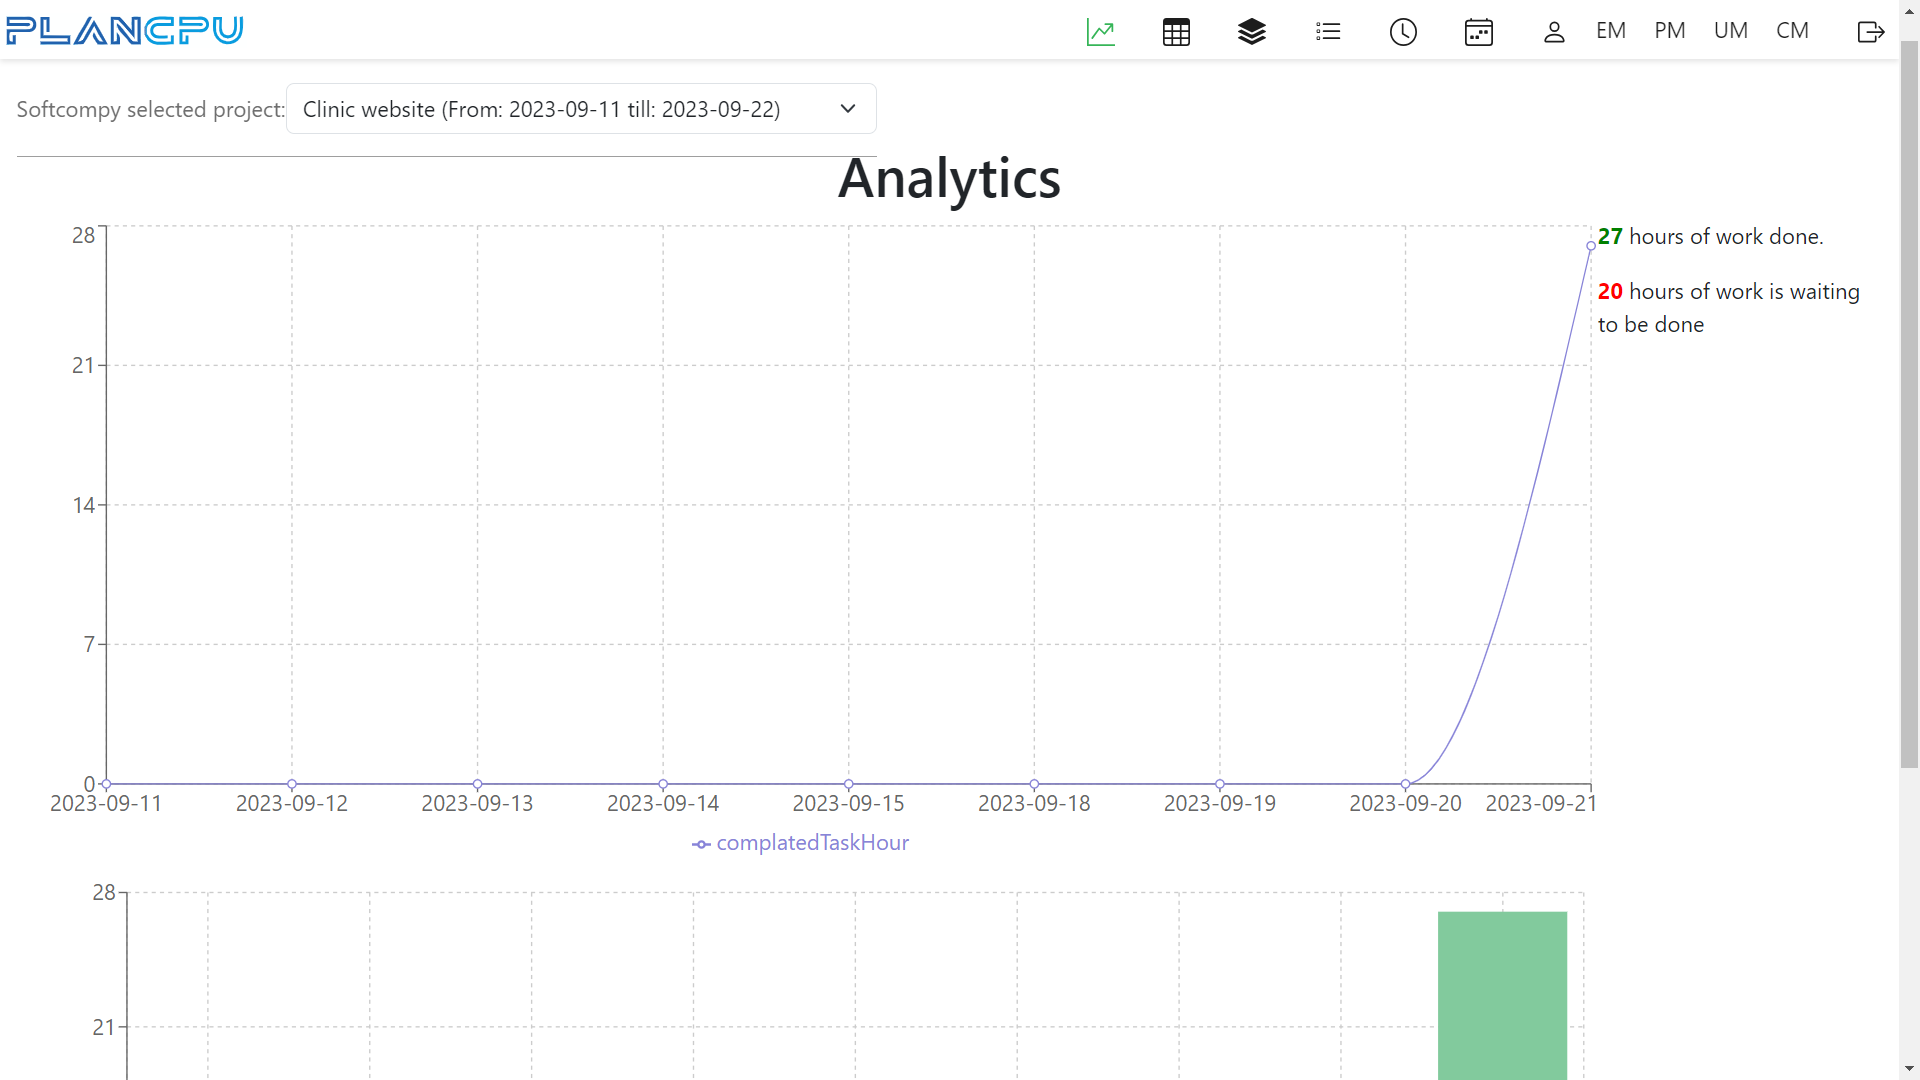 PLANCPU
EM PM UM CM
Softcompy selected project: Clinic website (From: 2023-09-11 till: 2023-09-22)
Analytics
28
21
14
7
0
2023-09-11 2023-09-12 2023-09-13 2023-09-14 2023-09-15 2023-09-18 2023-09-19 2023-09-20 2023-09-21
complatedTaskHour
27 hours of work done.
20 hours of work is waiting
to be done
28
21